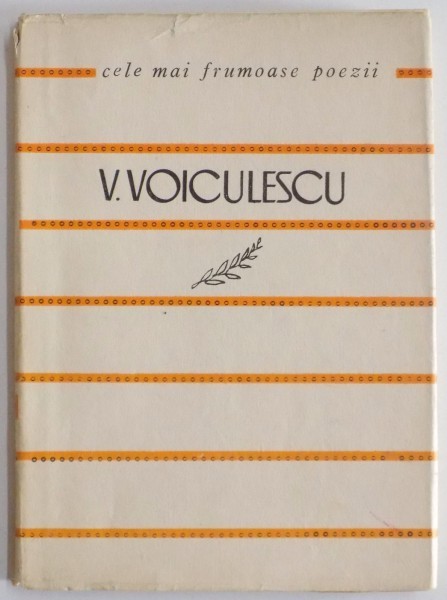 cele mai frumoase poezii
V. VOICULESCU